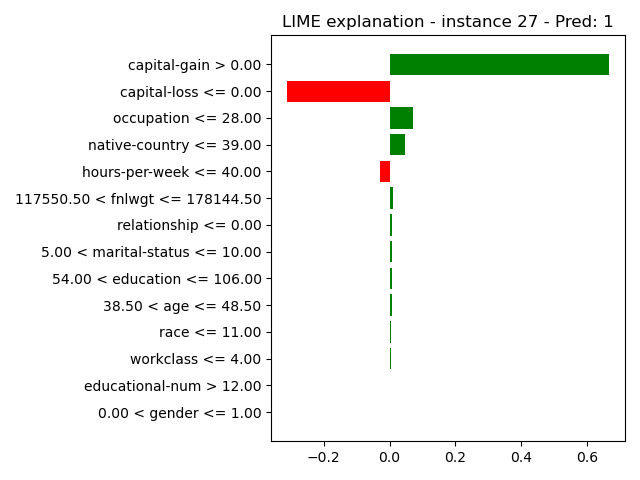 LIME explanation - instance 27 - Pred: 1
capital-gain > 0.00
capital-loss <= 0.00
occupation <= 28.00
native-country <= 39.00
hours-per-week <= 40.00
117550.50 < fnlwgt <= 178144.50
relationship <= 0.00
5.00 < marital-status <= 10.00
54.00 < education <= 106.00
38.50 < age <= 48.50
race <= 11.00
workclass <= 4.00
educational-num > 12.00
0.00 < gender <= 1.00
−0.2 0.0 0.2 0.4 0.6